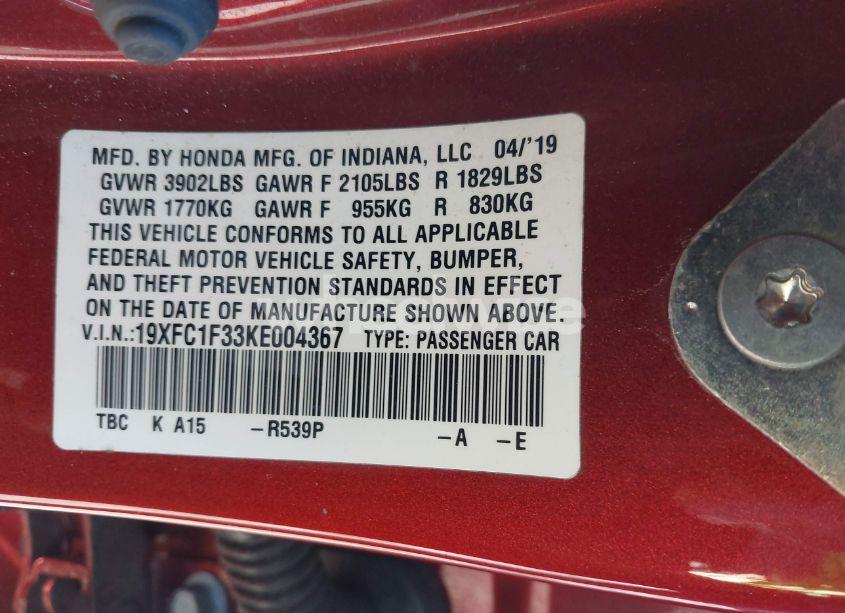 MFD. BY HONDA MFG. OF INDIANA, LLC 04/'19
GVWR 3902LBS GAWR F 2105LBS R 1829LBS
GVWR 1770KG GAWR F 955KG R 830KG
THIS VEHICLE CONFORMS TO ALL APPLICABLE
FEDERAL MOTOR VEHICLE SAFETY, BUMPER,
AND THEFT PREVENTION STANDARDS IN EFFECT
ON THE DATE OF MANUFACTURE SHOWN ABOVE.
V.I.N.:19XFC1F33KE004367 TYPE: PASSENGER CAR
TBC K A15 -R539P -A -E